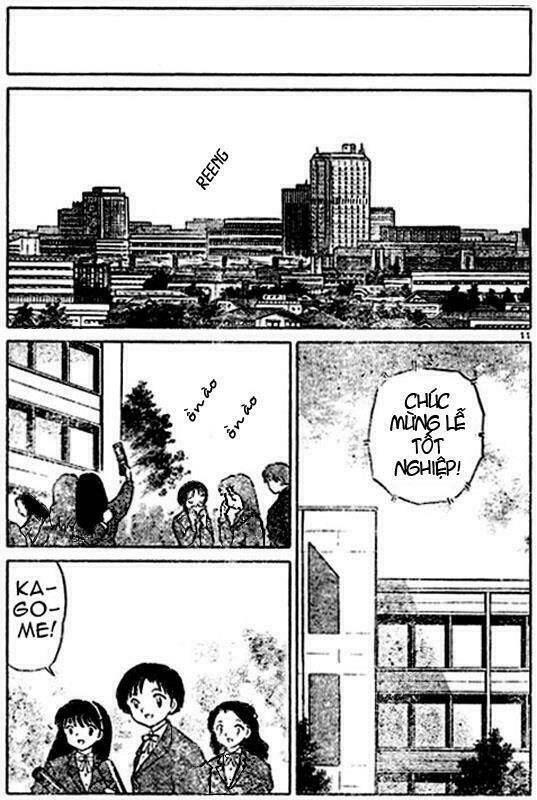 REENG
11
CHÚC
MỪNG LỄ
TỐT
NGHIỆP!
ồn ào
ồn ào
KA-
GO-
ME!